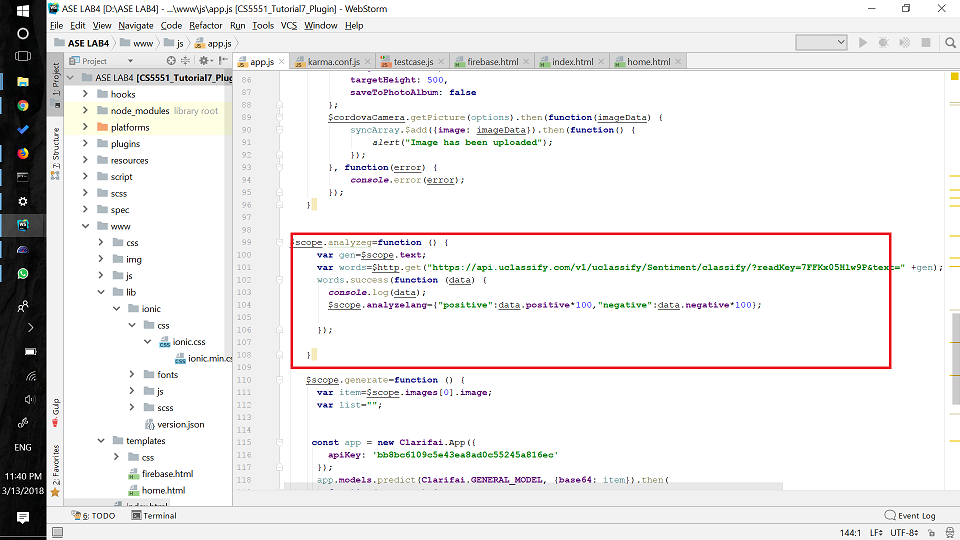 ASE LAB4 [D:\ASE LAB4] - ...\www\js\app.js [CS5551_Tutorial7_Plugin] - WebStorm
File Edit View Navigate Code Refactor Run Tools VCS Window Help
ASE LAB4 www js app.js
Project
app.js karma.conf.js testcase.js firebase.html index.html home.html
1: Project
7: Structure
Gulp
2: Favorites
ASE LAB4 [CS5551_Tutorial7_Plug
hooks
node_modules library root
platforms
plugins
resources
script
scss
spec
www
css
img
js
lib
ionic
css
ionic.css
ionic.min.cs
fonts
js
scss
version.json
templates
css
firebase.html
home.html
index.html
86 targetHeight: 500,
87 saveToPhotoAlbum: false
88 };
89 $cordovaCamera.getPicture(options).then(function(imageData) {
90 syncArray.$add({image: imageData}).then(function() {
91 alert("Image has been uploaded");
92 });
93 }, function(error) {
94 console.error(error);
95 });
96 }
97
98
99 $scope.analyzeg=function () {
100 var gen=$scope.text;
101 var words=$http.get("https://api.uclassify.com/v1/uclassify/Sentiment/classify/?readKey=7FFKx05Hlw9P&text=" +gen);
102 words.success(function (data) {
103 console.log(data);
104 $scope.analyzelang={"positive":data.positive*100,"negative":data.negative*100};
105
106 });
107
108 }
109
110 $scope.generate=function () {
111 var item=$scope.images[0].image;
112 var list="";
113
114
115 const app = new Clarifai.App({
116 apiKey: 'bb8bc6109c5e43ea8ad0c55245a816ec'
117 });
118 app.models.predict(Clarifai.GENERAL_MODEL, {base64: item}).then(
6: TODO Terminal Event Log
144:1 LF UTF-8
ENG
11:40 PM
3/13/2018